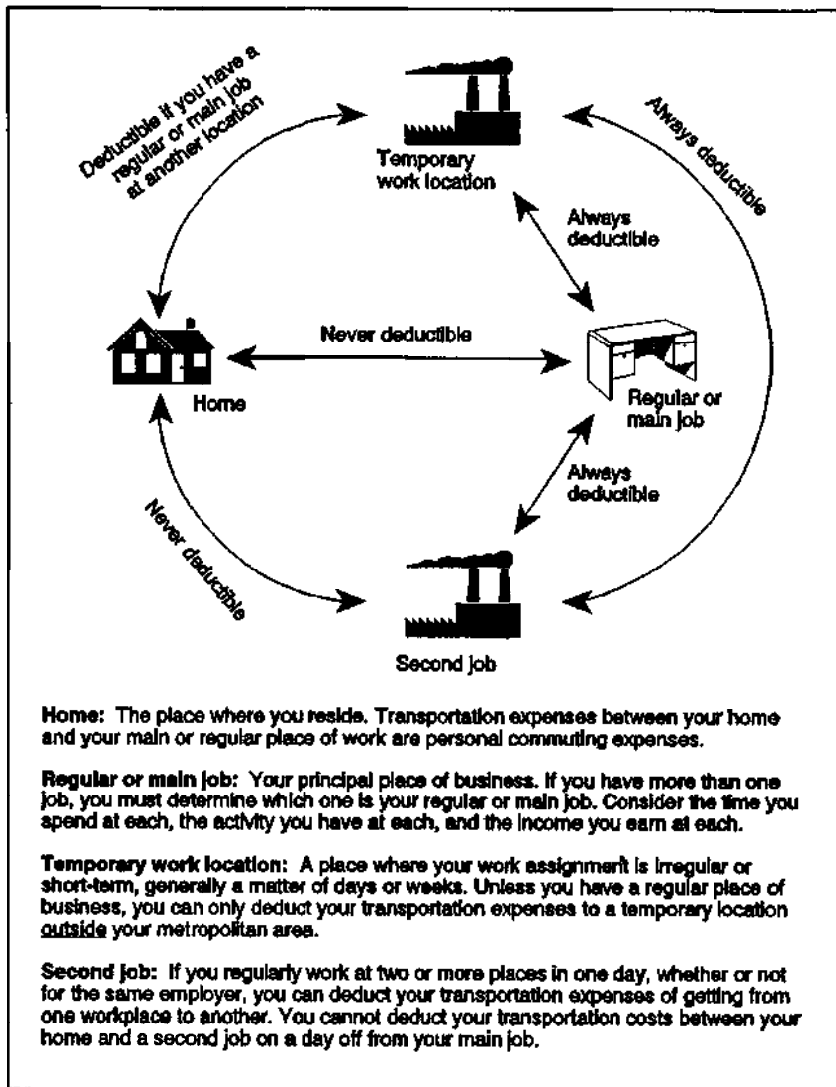 Deductible if you have a
regular or main job
at another location
Always deductible
Temporary
work location
Always
deductible
Never deductible
Home
Regular or
main job
Always
deductible
Never deductible
Second job
Home: The place where you reside. Transportation expenses between your home
and your main or regular place of work are personal commuting expenses.
Regular or main job: Your principal place of business. If you have more than one
job, you must determine which one is your regular or main job. Consider the time you
spend at each, the activity you have at each, and the income you earn at each.
Temporary work location: A place where your work assignment is irregular or
short-term, generally a matter of days or weeks. Unless you have a regular place of
business, you can only deduct your transportation expenses to a temporary location
outside your metropolitan area.
Second job: If you regularly work at two or more places in one day, whether or not
for the same employer, you can deduct your transportation expenses of getting from
one workplace to another. You cannot deduct your transportation costs between your
home and a second job on a day off from your main job.